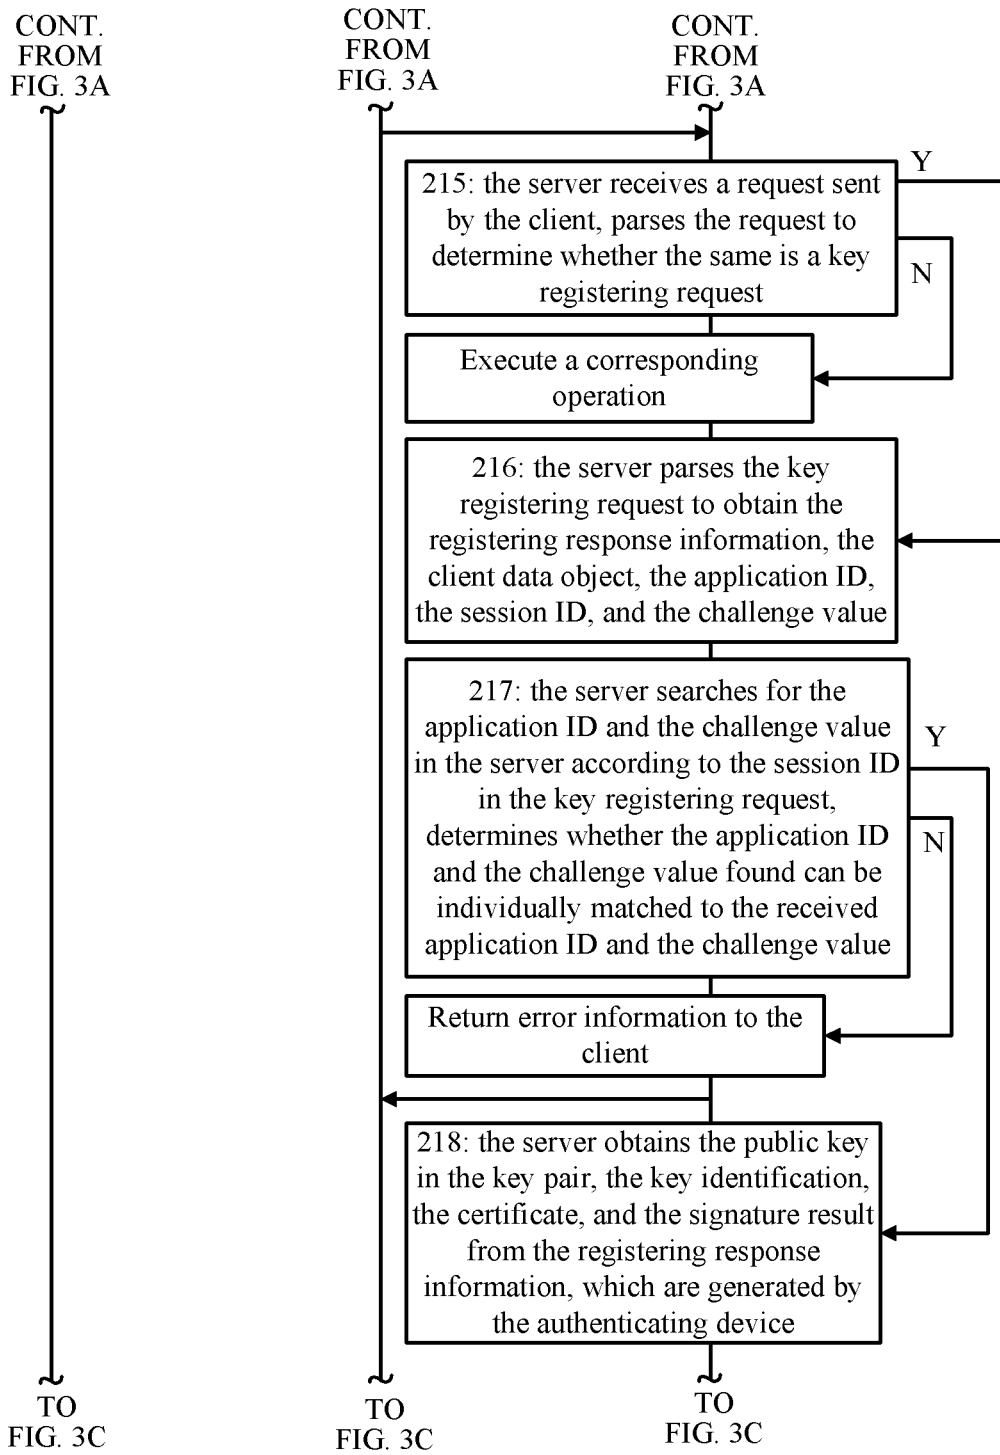 CONT.
FROM
FIG. 3A
CONT.
FROM
FIG. 3A
CONT.
FROM
FIG. 3A
215: the server receives a request sent
by the client, parses the request to
determine whether the same is a key
registering request
Y
N
Execute a corresponding
operation
216: the server parses the key
registering request to obtain the
registering response information, the
client data object, the application ID,
the session ID, and the challenge value
217: the server searches for the
application ID and the challenge value
in the server according to the session ID
in the key registering request,
determines whether the application ID
and the challenge value found can be
individually matched to the received
application ID and the challenge value
Y
N
Return error information to the
client
218: the server obtains the public key
in the key pair, the key identification,
the certificate, and the signature result
from the registering response
information, which are generated by
the authenticating device
TO
FIG. 3C
TO
FIG. 3C
TO
FIG. 3C